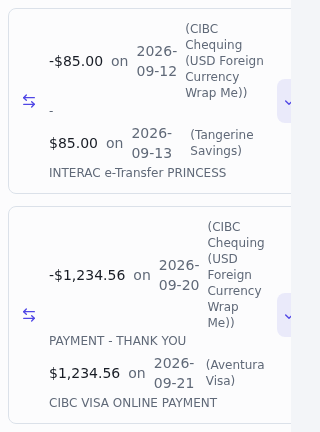 (CIBC
Chequing
-$85.00 on 2026-09-12 (USD Foreign
Currency
Wrap Me))
-
$85.00 on 2026-09-13 (Tangerine
Savings)
INTERAC e-Transfer PRINCESS
(CIBC
Chequing
(USD
-$1,234.56 on 2026-09-20 Foreign
Currency
Wrap
Me))
PAYMENT - THANK YOU
$1,234.56 on 2026-09-21 (Aventura
Visa)
CIBC VISA ONLINE PAYMENT